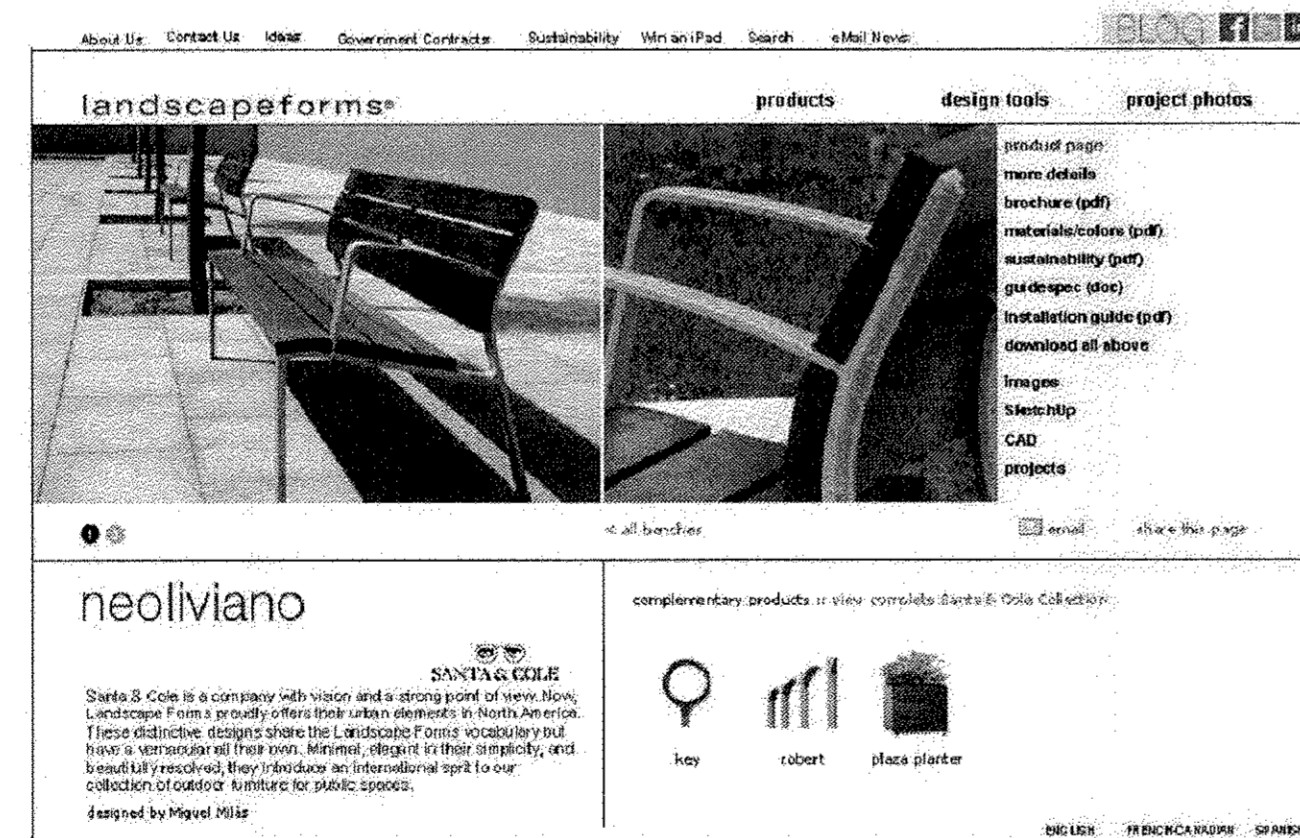 About Us Contact Us Ideas Government Contracts Sustainability Win an iPad Search eMail News BLOG f
landscapeforms®
products design tools project photos
product page
more details
brochure (pdf)
materials/colors (pdf)
sustainability (pdf)
guidespec (doc)
installation guide (pdf)
download all above
images
SketchUp
CAD
projects
< all benches email share this page
neoliviano
SANTA & COLE
Santa & Cole is a company with vision and a strong point of view. Now,
Landscape Forms proudly offers their urban elements in North America.
These distinctive designs share the Landscape Forms vocabulary but
have a vernacular all their own. Minimal, elegant in their simplicity, and
beautifully resolved, they introduce an international spirit to our
collection of outdoor furniture for public spaces.
designed by Miguel Milás
complementary products view complete Santa & Cole Collection
key robert plaza planter
ENGLISH FRENCH-CANADIAN SPANISH